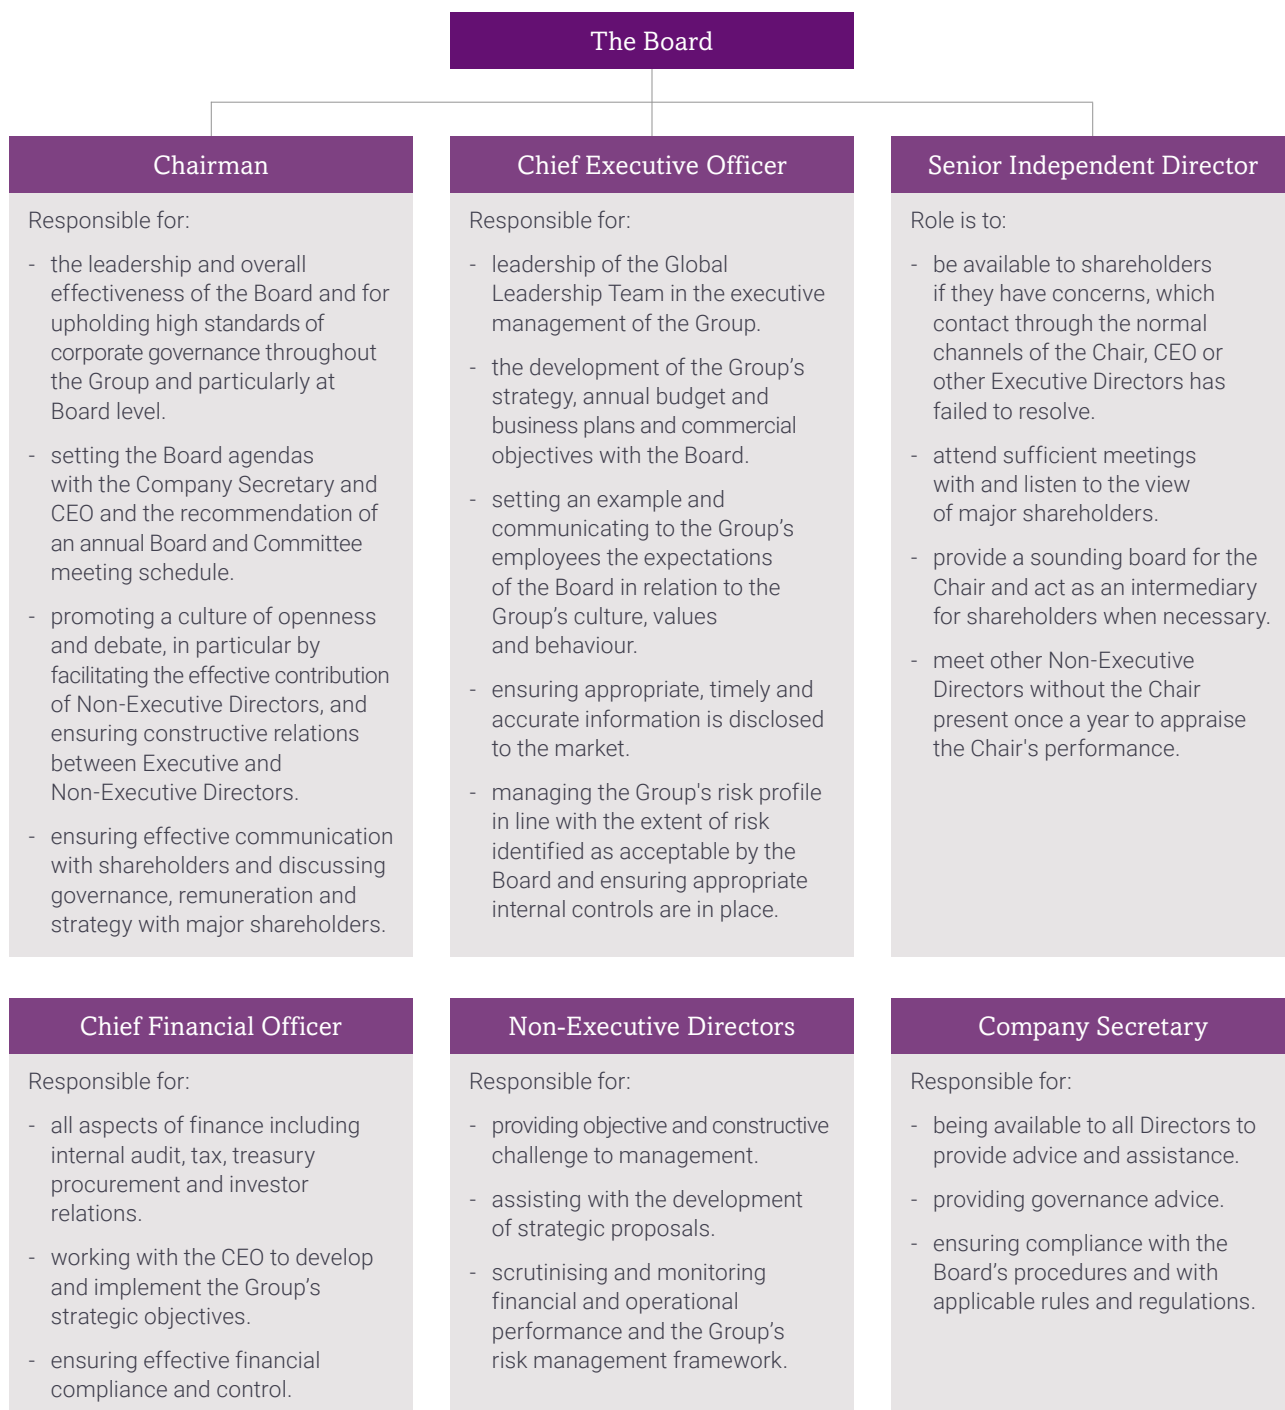 The Board
Chairman
Responsible for:
- the leadership and overall
effectiveness of the Board and for
upholding high standards of
corporate governance throughout
the Group and particularly at
Board level.
- setting the Board agendas
with the Company Secretary and
CEO and the recommendation of
an annual Board and Committee
meeting schedule.
- promoting a culture of openness
and debate, in particular by
facilitating the effective contribution
of Non-Executive Directors, and
ensuring constructive relations
between Executive and
Non-Executive Directors.
- ensuring effective communication
with shareholders and discussing
governance, remuneration and
strategy with major shareholders.
Chief Executive Officer
Responsible for:
- leadership of the Global
Leadership Team in the executive
management of the Group.
- the development of the Group’s
strategy, annual budget and
business plans and commercial
objectives with the Board.
- setting an example and
communicating to the Group’s
employees the expectations
of the Board in relation to the
Group’s culture, values
and behaviour.
- ensuring appropriate, timely and
accurate information is disclosed
to the market.
- managing the Group's risk profile
in line with the extent of risk
identified as acceptable by the
Board and ensuring appropriate
internal controls are in place.
Senior Independent Director
Role is to:
- be available to shareholders
if they have concerns, which
contact through the normal
channels of the Chair, CEO or
other Executive Directors has
failed to resolve.
- attend sufficient meetings
with and listen to the view
of major shareholders.
- provide a sounding board for the
Chair and act as an intermediary
for shareholders when necessary.
- meet other Non-Executive
Directors without the Chair
present once a year to appraise
the Chair's performance.
Chief Financial Officer
Responsible for:
- all aspects of finance including
internal audit, tax, treasury
procurement and investor
relations.
- working with the CEO to develop
and implement the Group’s
strategic objectives.
- ensuring effective financial
compliance and control.
Non-Executive Directors
Responsible for:
- providing objective and constructive
challenge to management.
- assisting with the development
of strategic proposals.
- scrutinising and monitoring
financial and operational
performance and the Group’s
risk management framework.
Company Secretary
Responsible for:
- being available to all Directors to
provide advice and assistance.
- providing governance advice.
- ensuring compliance with the
Board’s procedures and with
applicable rules and regulations.